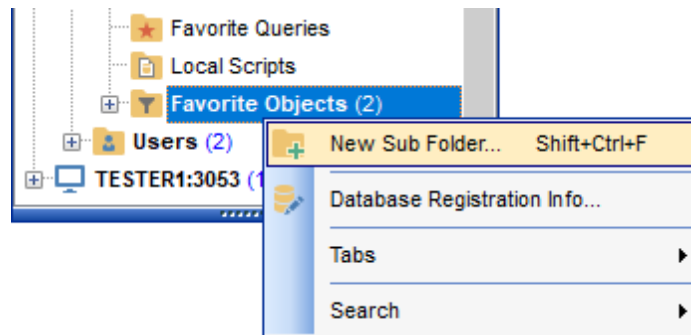 Favorite Queries
Local Scripts
Favorite Objects (2)
Users (2)
New Sub Folder... Shift+Ctrl+F
TESTER1:3053 (1
Database Registration Info...
Tabs
Search